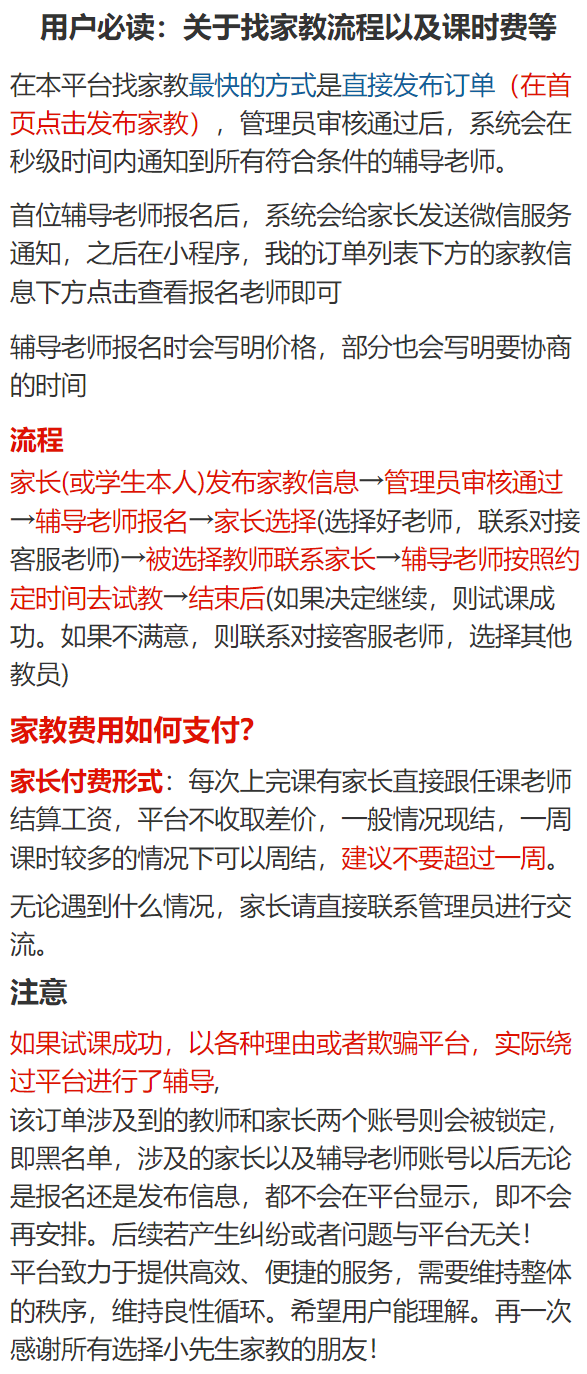 用户必读：关于找家教流程以及课时费等
在本平台找家教最快的方式是直接发布订单（在首
页点击发布家教），管理员审核通过后，系统会在
秒级时间内通知到所有符合条件的辅导老师。
首位辅导老师报名后，系统会给家长发送微信服务
通知，之后在小程序，我的订单列表下方的家教信
息下方点击查看报名老师即可
辅导老师报名时会写明价格，部分也会写明要协商
的时间
流程
家长(或学生本人)发布家教信息→管理员审核通过
→辅导老师报名→家长选择(选择好老师，联系对接
客服老师)→被选择教师联系家长→辅导老师按照约
定时间去试教→结束后(如果决定继续，则试课成
功。如果不满意，则联系对接客服老师，选择其他
教员)
家教费用如何支付?
家长付费形式：每次上完课有家长直接跟任课老师
结算工资，平台不收取差价，一般情况现结，一周
课时较多的情况下可以周结，建议不要超过一周。
无论遇到什么情况，家长请直接联系管理员进行交
流。
注意
如果试课成功，以各种理由或者欺骗平台，实际绕
过平台进行了辅导,
该订单涉及到的教师和家长两个账号则会被锁定，
即黑名单，涉及的家长以及辅导老师账号以后无论
是报名还是发布信息，都不会在平台显示，即不会
再安排。后续若产生纠纷或者问题与平台无关！
平台致力于提供高效、便捷的服务，需要维持整体
的秩序，维持良性循环。希望用户能理解。再一次
感谢所有选择小先生家教的朋友！